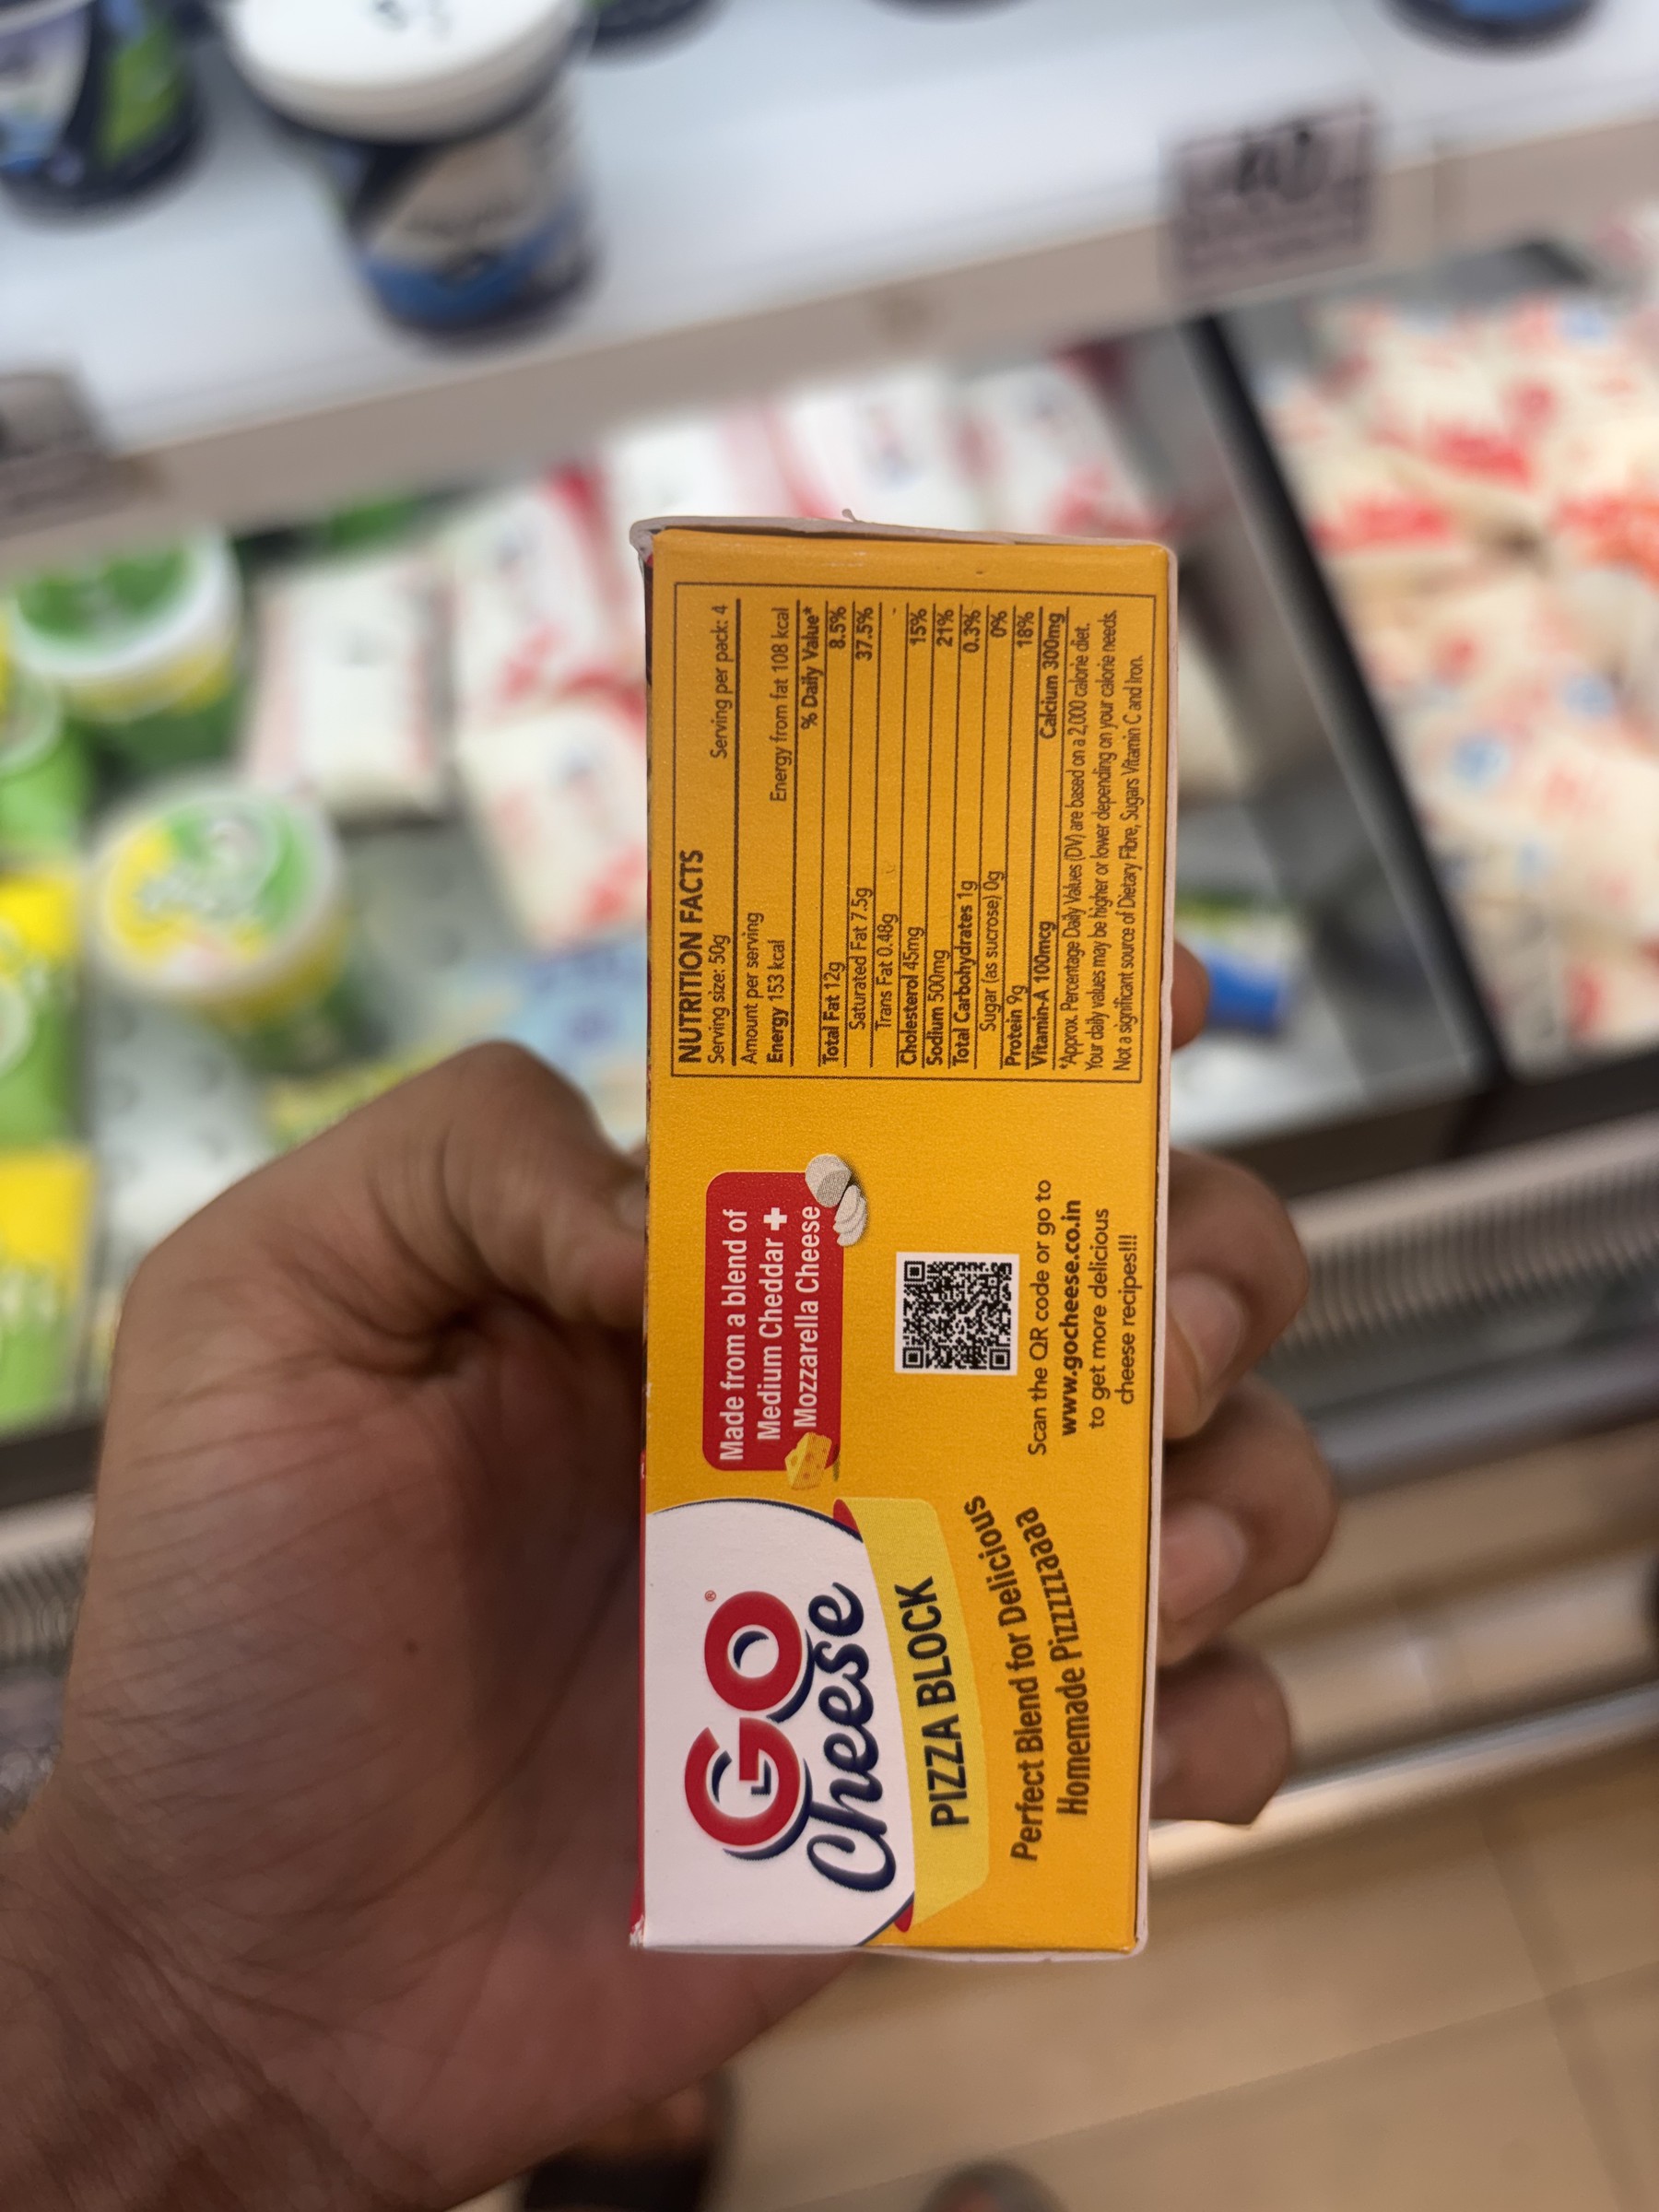 GO®
Cheese
PIZZA BLOCK
Perfect Blend for Delicious
Homemade Pizzzzaaaa
Made from a blend of
Medium Cheddar +
Mozzarella Cheese
Scan the QR code or go to
www.gocheese.co.in
to get more delicious
cheese recipes!!!
NUTRITION FACTS
Serving size: 50g Serving per pack: 4
Amount per serving
Energy 153 kcal Energy from fat 108 kcal
% Daily Value*
Total Fat 12g 8.5%
Saturated Fat 7.5g 37.5%
Trans Fat 0.48g -
Cholesterol 45mg 15%
Sodium 500mg 21%
Total Carbohydrates 1g 0.3%
Sugar (as sucrose) 0g 0%
Protein 9g 18%
Vitamin-A 100mcg Calcium 300mg
*Approx. Percentage Daily Values (DV) are based on a 2,000 calorie diet.
Your daily values may be higher or lower depending on your calorie needs.
Not a significant source of Dietary Fibre, Sugars Vitamin C and Iron.